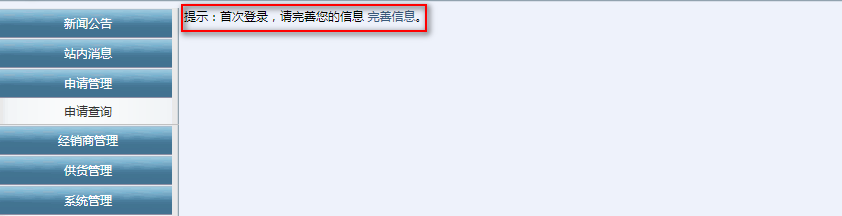 新闻公告
提示：首次登录，请完善您的信息 完善信息。
站内消息
申请管理
申请查询
经销商管理
供货管理
系统管理